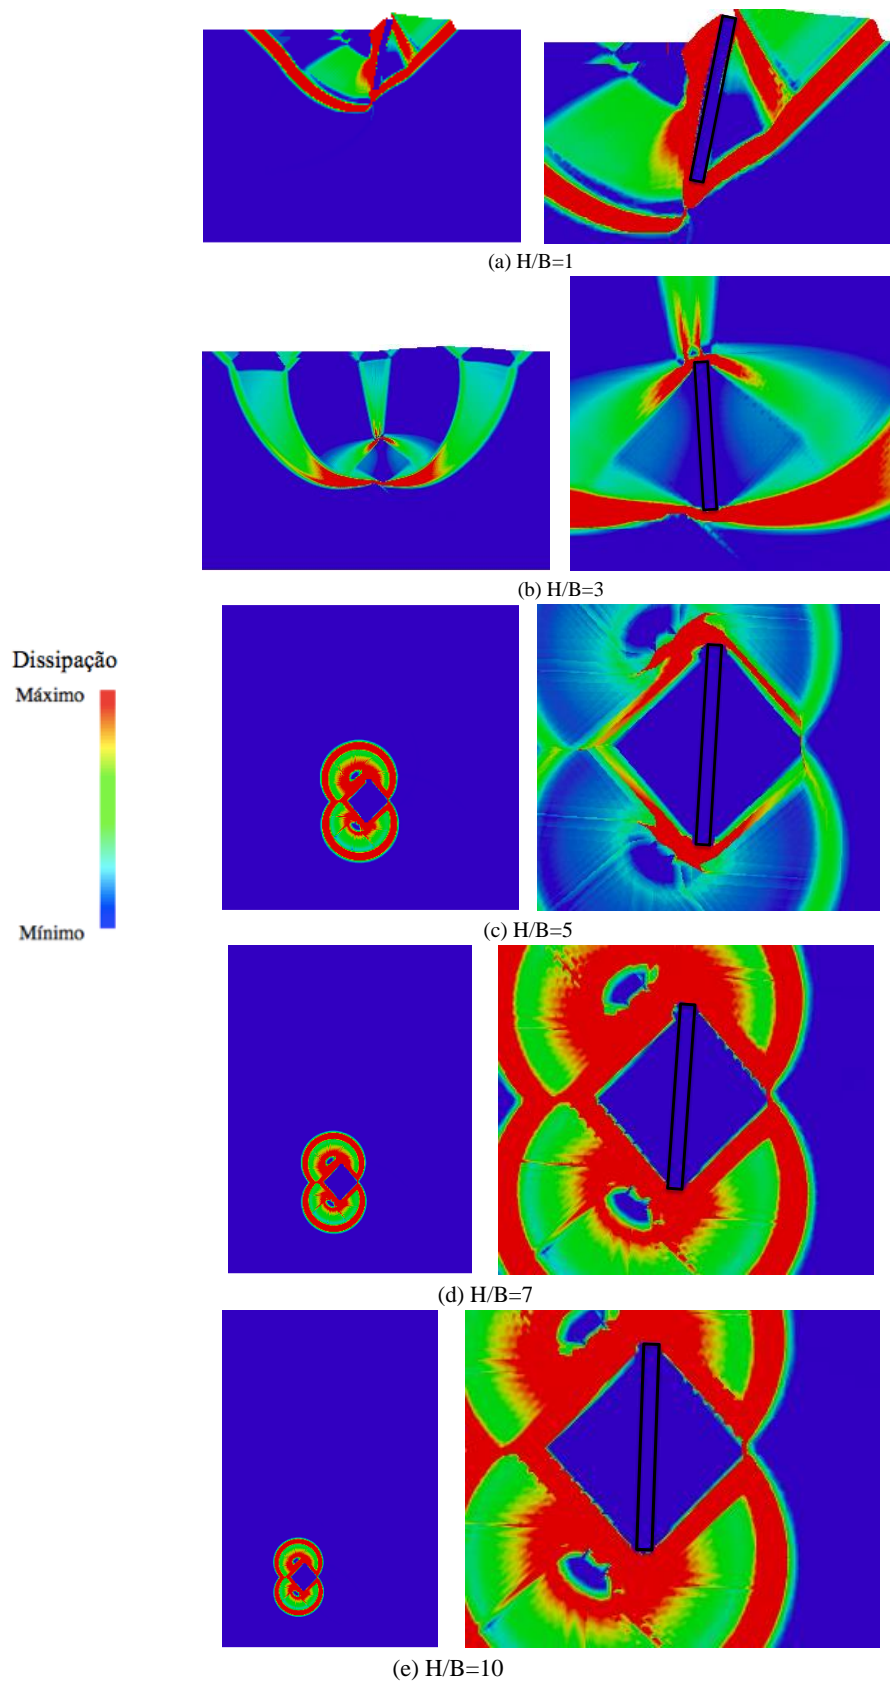 (a) H/B=1
(b) H/B=3
Dissipação
Máximo
Mínimo
(c) H/B=5
(d) H/B=7
(e) H/B=10